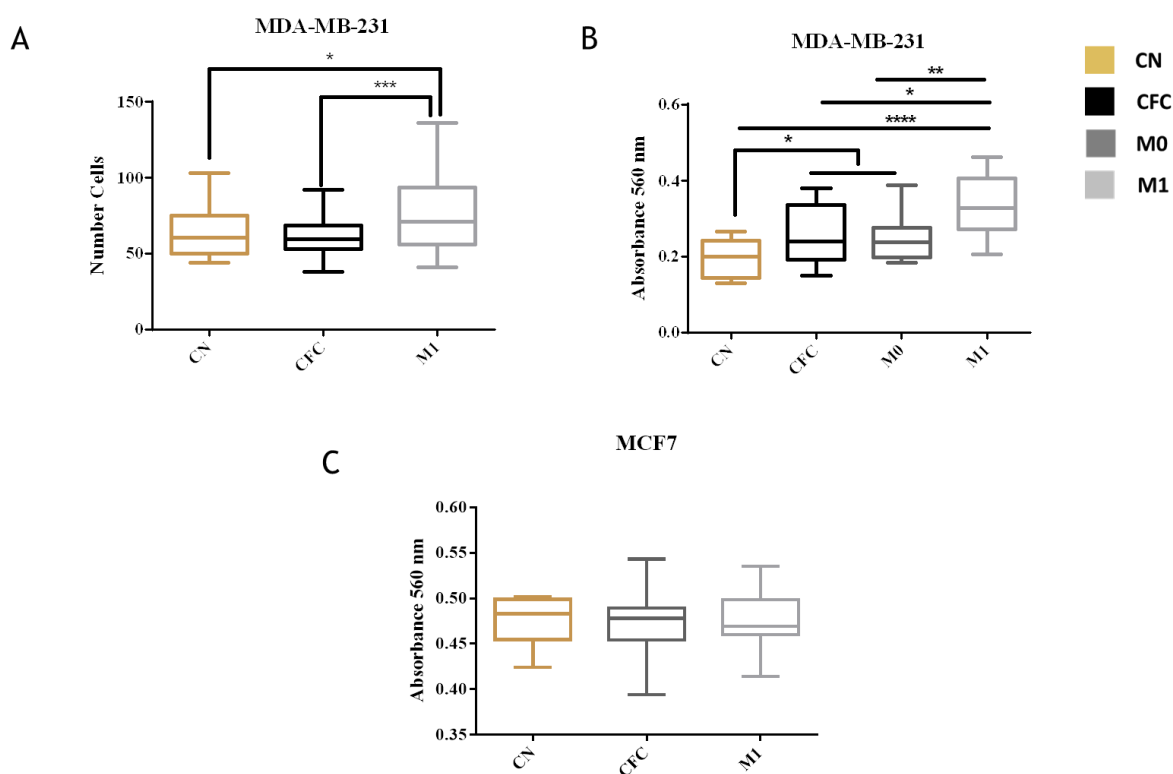 A
MDA-MB-231
*
***
150
100
50
0
Number Cells
CN
CFC
M1
B
MDA-MB-231
**
*
****
*
0.6
0.4
0.2
0.0
Absorbance 560 nm
CN
CFC
M0
M1
CN
CFC
M0
M1
C
MCF7
0.60
0.55
0.50
0.45
0.40
0.35
Absorbance 560 nm
CN
CFC
M1